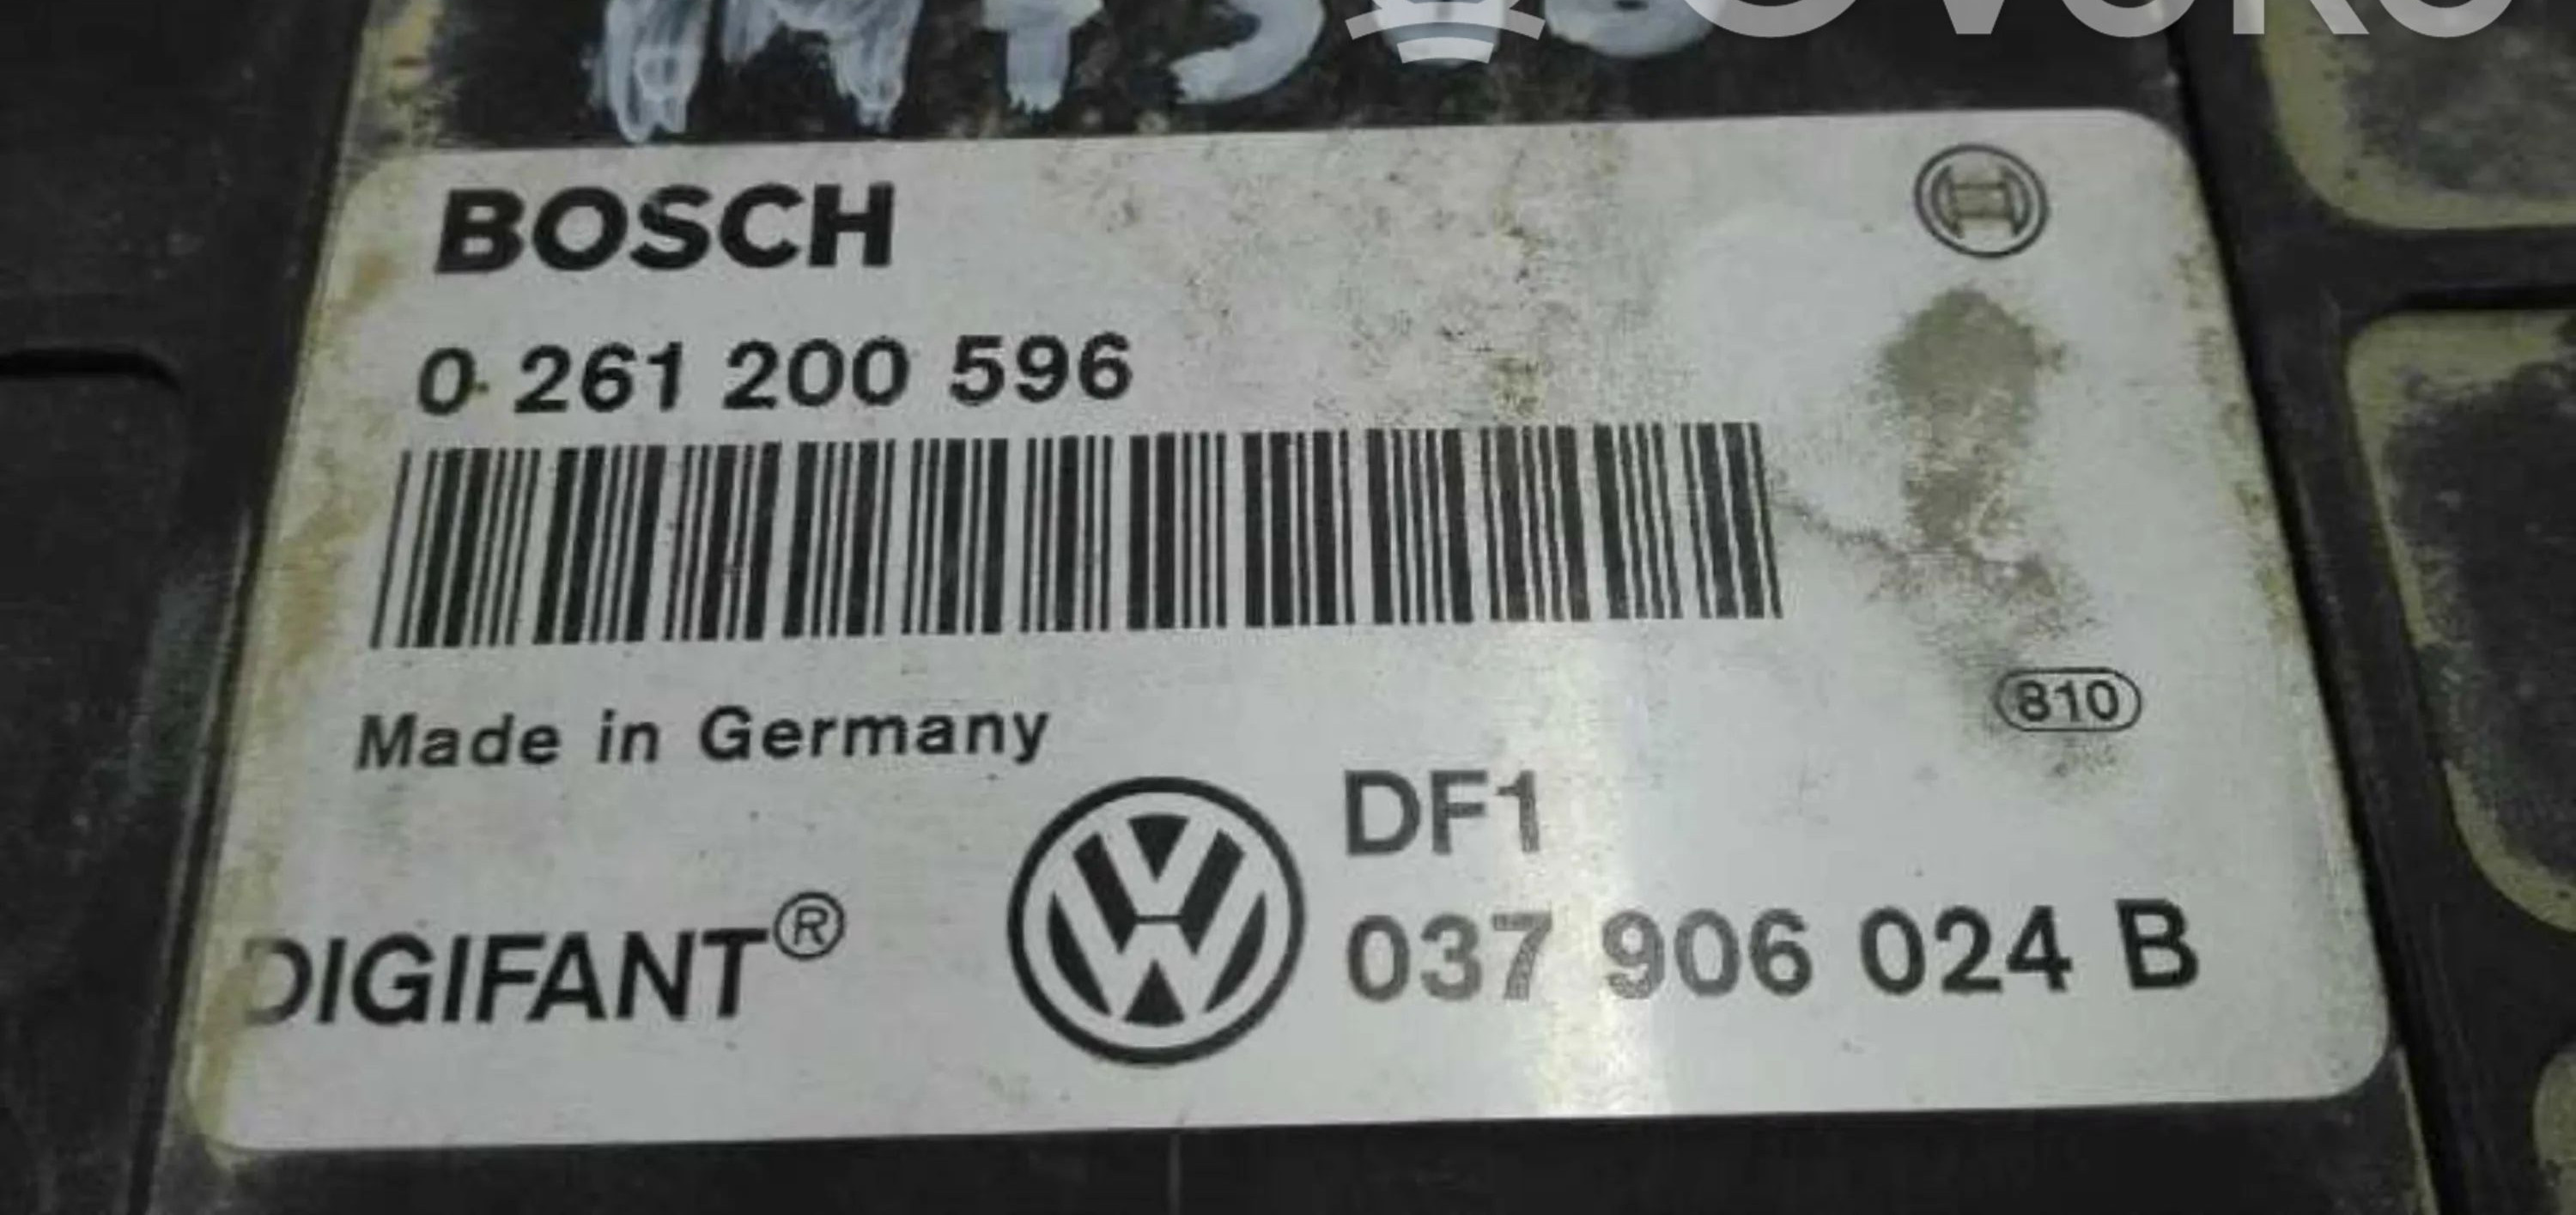 BOSCH
0 261 200 596
Made in Germany
810
DF1
DIGIFANT®
037 906 024 B